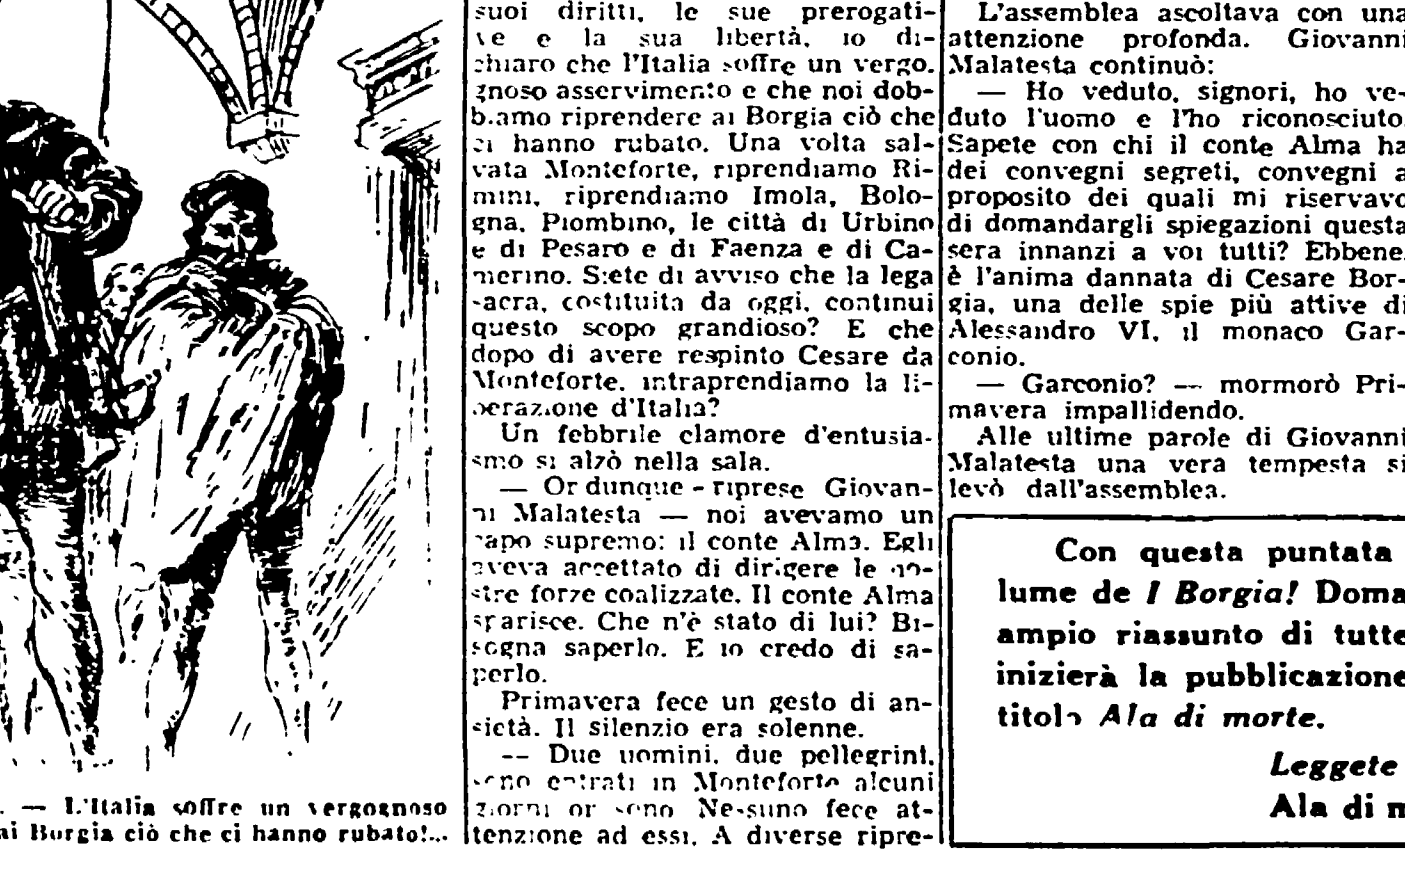 . — L'Italia soffre un vergognoso
ai Borgia ciò che ci hanno rubato!...
suoi diritti, le sue prerogati-
ve e la sua libertà, io di-
chiaro che l'Italia soffre un vergo-
gnoso asservimento e che noi dob-
biamo riprendere ai Borgia ciò che
ci hanno rubato. Una volta sal-
vata Monteforte, riprendiamo Ri-
mini, riprendiamo Imola, Bolo-
gna, Piombino, le città di Urbino
e di Pesaro e di Faenza e di Ca-
merino. Siete di avviso che la lega
sacra, costituita da oggi, continui
questo scopo grandioso? E che
dopo di avere respinto Cesare da
Monteforte, intraprendiamo la li-
berazione d'Italia?
Un febbrile clamore d'entusia-
smo si alzò nella sala.
— Or dunque - riprese Giovan-
ni Malatesta — noi avevamo un
capo supremo: il conte Alma. Egli
aveva accettato di dirigere le no-
stre forze coalizzate. Il conte Alma
sparisce. Che n'è stato di lui? Bi-
sogna saperlo. E io credo di sa-
perlo.
Primavera fece un gesto di an-
sietà. Il silenzio era solenne.
— Due uomini, due pellegrini,
sono entrati in Monteforte alcuni
giorni or sono Nessuno fece at-
tenzione ad essi. A diverse ripre-
L'assemblea ascoltava con una
attenzione profonda. Giovanni
Malatesta continuò:
— Ho veduto, signori, ho ve-
duto l'uomo e l'ho riconosciuto.
Sapete con chi il conte Alma ha
dei convegni segreti, convegni a
proposito dei quali mi riservavo
di domandargli spiegazioni questa
sera innanzi a voi tutti? Ebbene,
è l'anima dannata di Cesare Bor-
gia, una delle spie più attive di
Alessandro VI, il monaco Gar-
conio.
— Garconio? — mormorò Pri-
mavera impallidendo.
Alle ultime parole di Giovanni
Malatesta una vera tempesta si
levò dall'assemblea.
Con questa puntata
lume de I Borgia! Doma
ampio riassunto di tutte
inizierà la pubblicazione
titolo Ala di morte.
Leggete
Ala di m